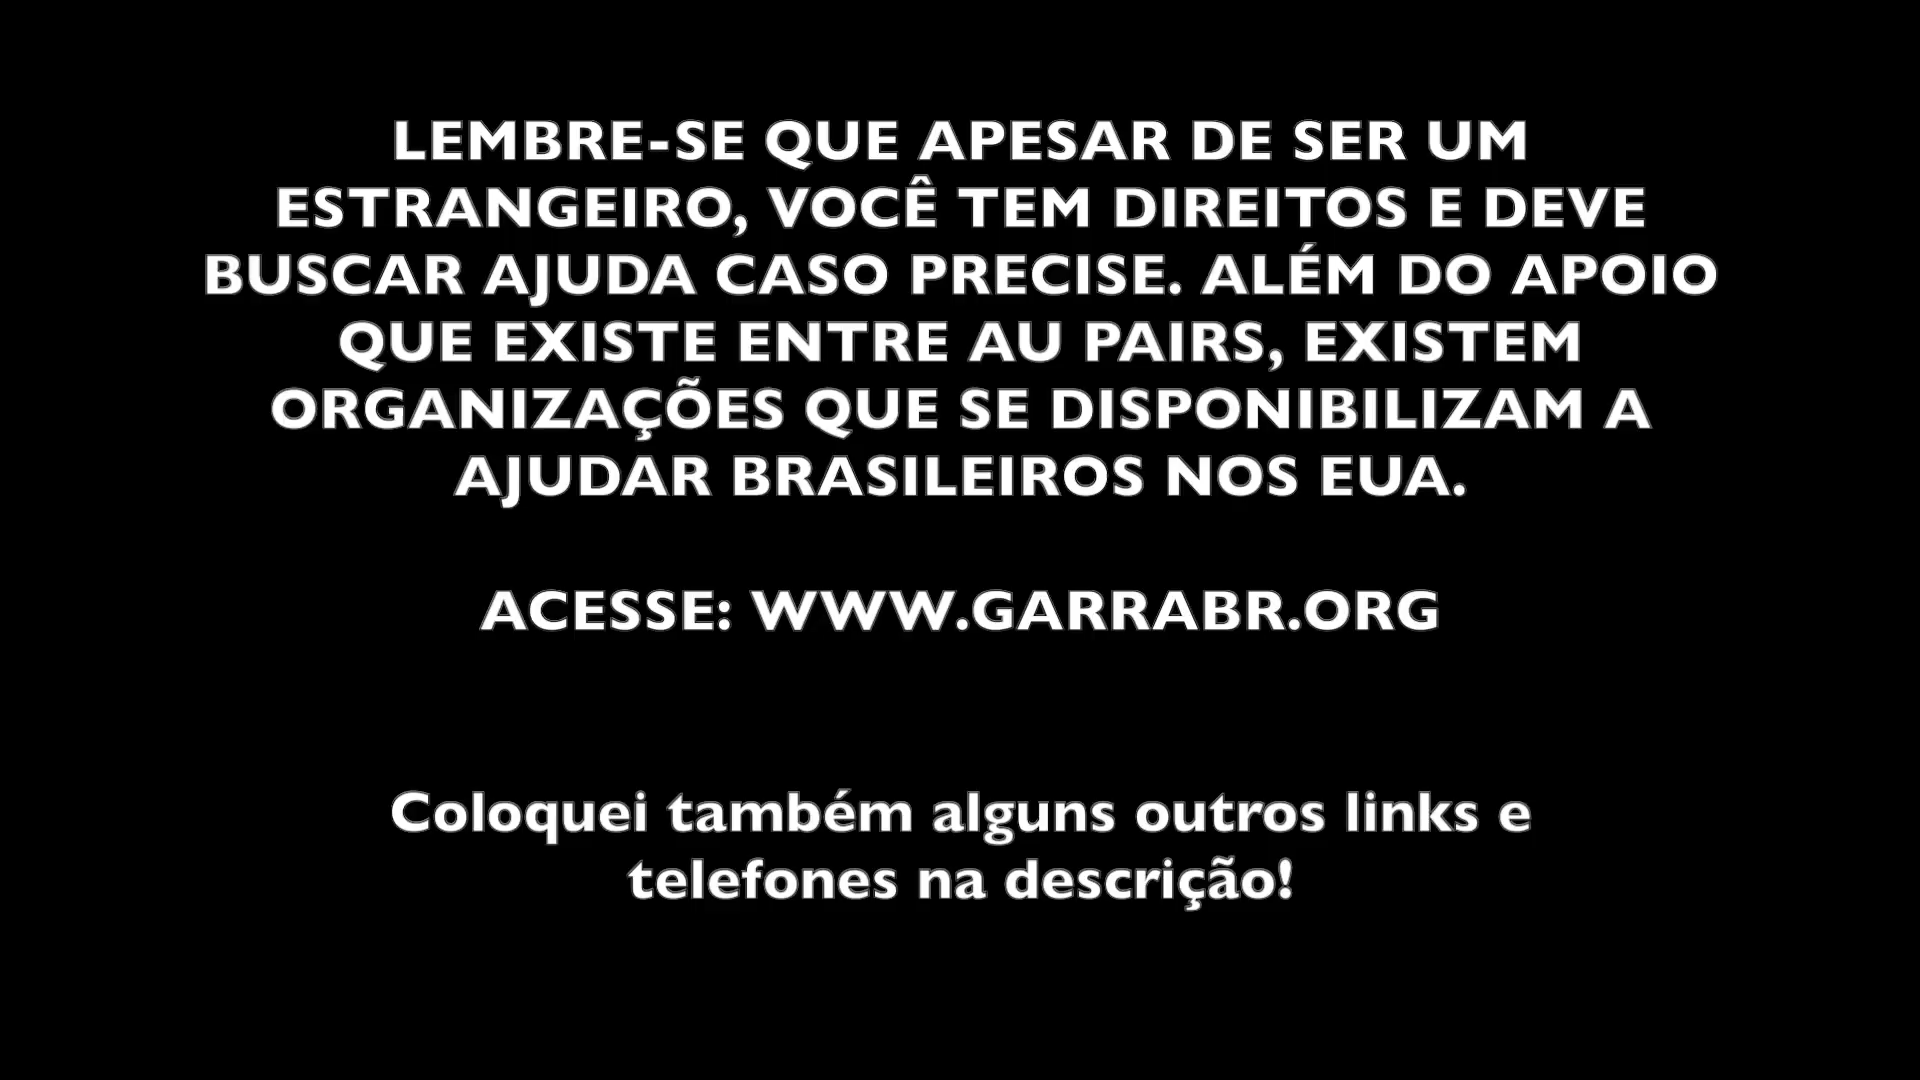 LEMBRE-SE QUE APESAR DE SER UM
ESTRANGEIRO, VOCÊ TEM DIREITOS E DEVE
BUSCAR AJUDA CASO PRECISE. ALÉM DO APOIO
QUE EXISTE ENTRE AU PAIRS, EXISTEM
ORGANIZAÇÕES QUE SE DISPONIBILIZAM A
AJUDAR BRASILEIROS NOS EUA.
ACESSE: WWW.GARRABR.ORG
Coloquei também alguns outros links e
telefones na descrição!